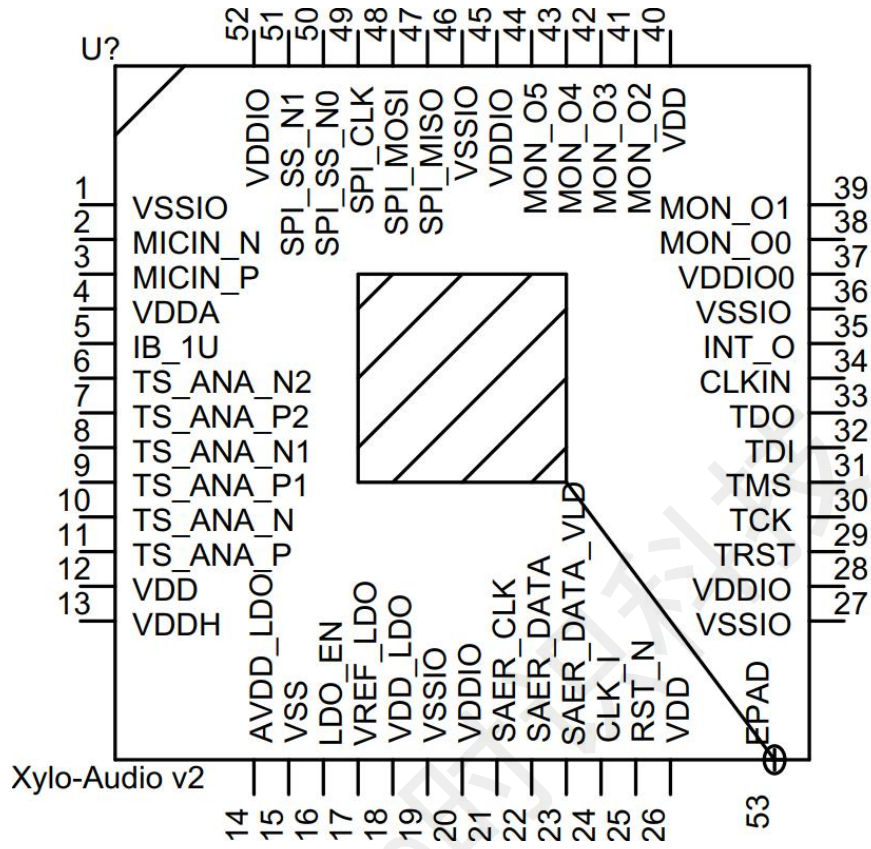 U?
52 51 50 49 48 47 46 45 44 43 42 41 40
VDDIO
SPI_SS_N1
SPI_SS_N0
SPI_CLK
SPI_MOSI
SPI_MISO
VSSIO
VDDIO
MON_O5
MON_O4
MON_O3
MON_O2
VDD
1 VSSIO
2 MICIN_N
3 MICIN_P
4 VDDA
5 IB_1U
6 TS_ANA_N2
7 TS_ANA_P2
8 TS_ANA_N1
9 TS_ANA_P1
10 TS_ANA_N
11 TS_ANA_P
12 VDD
13 VDDH
MON_O1 39
MON_O0 38
VDDIO0 37
VSSIO 36
INT_O 35
CLKIN 34
TDO 33
TDI 32
TMS 31
TCK 30
TRST 29
VDDIO 28
VSSIO 27
AVDD_LDO
VSS
LDO_EN
VREF_LDO
VDD_LDO
VSSIO
VDDIO
SAER_CLK
SAER_DATA
SAER_DATA_VLD
CLK_I
RST_N
VDD
EPAD
Xylo-Audio v2
14 15 16 17 18 19 20 21 22 23 24 25 26 53
时识科技